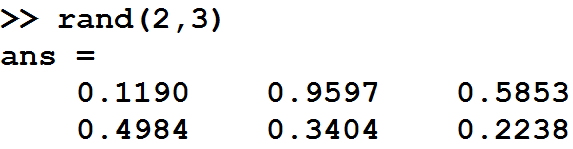 >> rand(2,3)
ans =
    0.1190    0.9597    0.5853
    0.4984    0.3404    0.2238